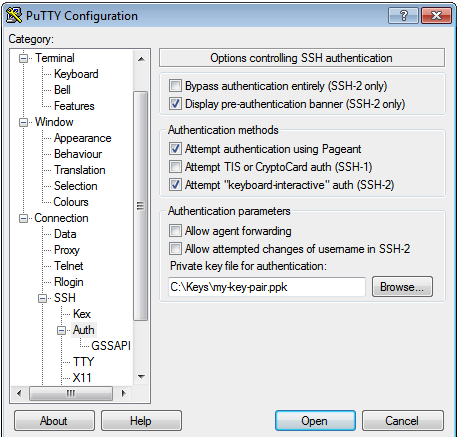 PuTTY Configuration
Category:
Terminal
Keyboard
Bell
Features
Window
Appearance
Behaviour
Translation
Selection
Colours
Connection
Data
Proxy
Telnet
Rlogin
SSH
Kex
Auth
GSSAPI
TTY
X11
Options controlling SSH authentication
Bypass authentication entirely (SSH-2 only)
Display pre-authentication banner (SSH-2 only)
Authentication methods
Attempt authentication using Pageant
Attempt TIS or CryptoCard auth (SSH-1)
Attempt "keyboard-interactive" auth (SSH-2)
Authentication parameters
Allow agent forwarding
Allow attempted changes of username in SSH-2
Private key file for authentication:
C:\Keys\my-key-pair.ppk
Browse...
About
Help
Open
Cancel